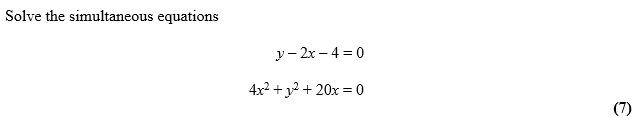 Solve the simultaneous equations
y – 2x – 4 = 0
4x² + y² + 20x = 0
(7)